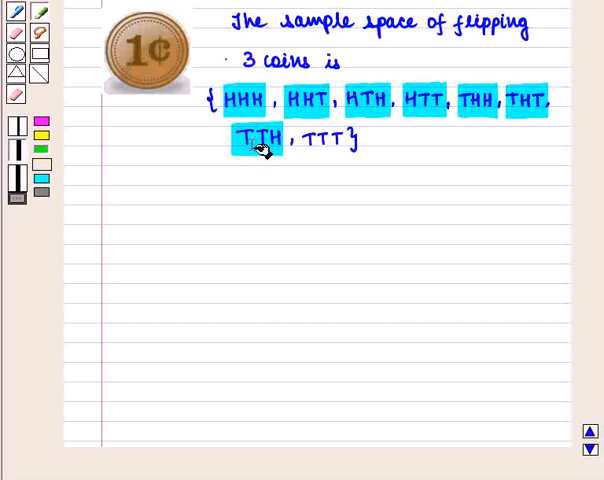 1¢
The sample space of flipping
3 coins is
{ HHH , HHT , HTH , HTT , THH , THT ,
TTH , TTT }